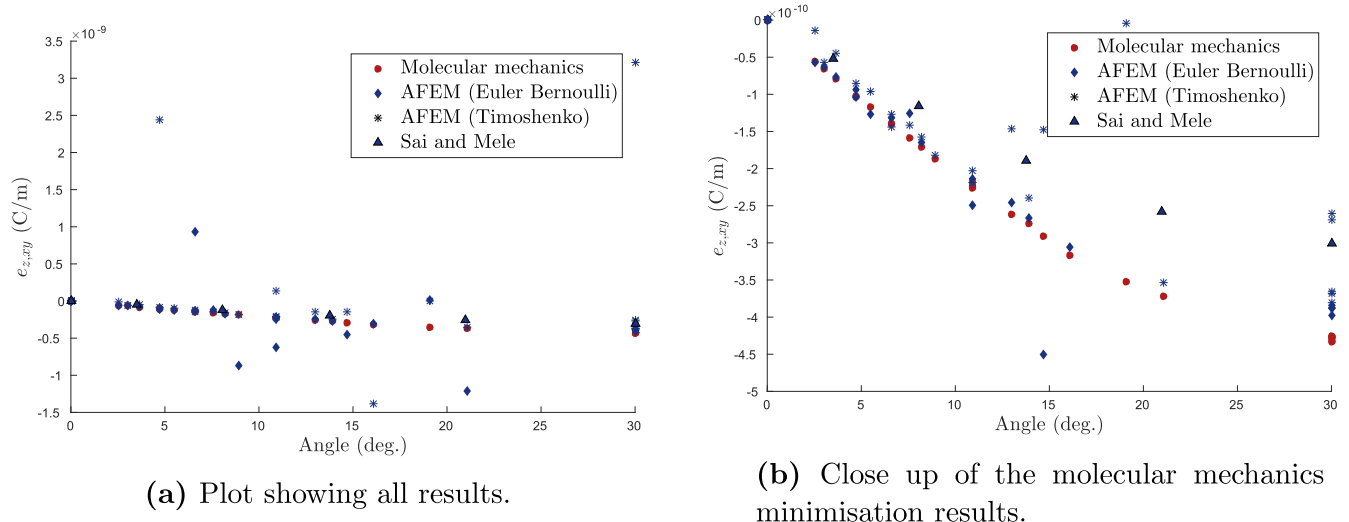 ×10⁻⁹
3.5
3
2.5
2
1.5
1
0.5
0
-0.5
-1
-1.5
0 5 10 15 20 25 30
e_{z,xy} (C/m)
Angle (deg.)
Molecular mechanics
AFEM (Euler Bernoulli)
AFEM (Timoshenko)
Sai and Mele
(a) Plot showing all results.
×10⁻¹⁰
0
-0.5
-1
-1.5
-2
-2.5
-3
-3.5
-4
-4.5
-5
0 5 10 15 20 25 30
e_{z,xy} (C/m)
Angle (deg.)
Molecular mechanics
AFEM (Euler Bernoulli)
AFEM (Timoshenko)
Sai and Mele
(b) Close up of the molecular mechanics
minimisation results.